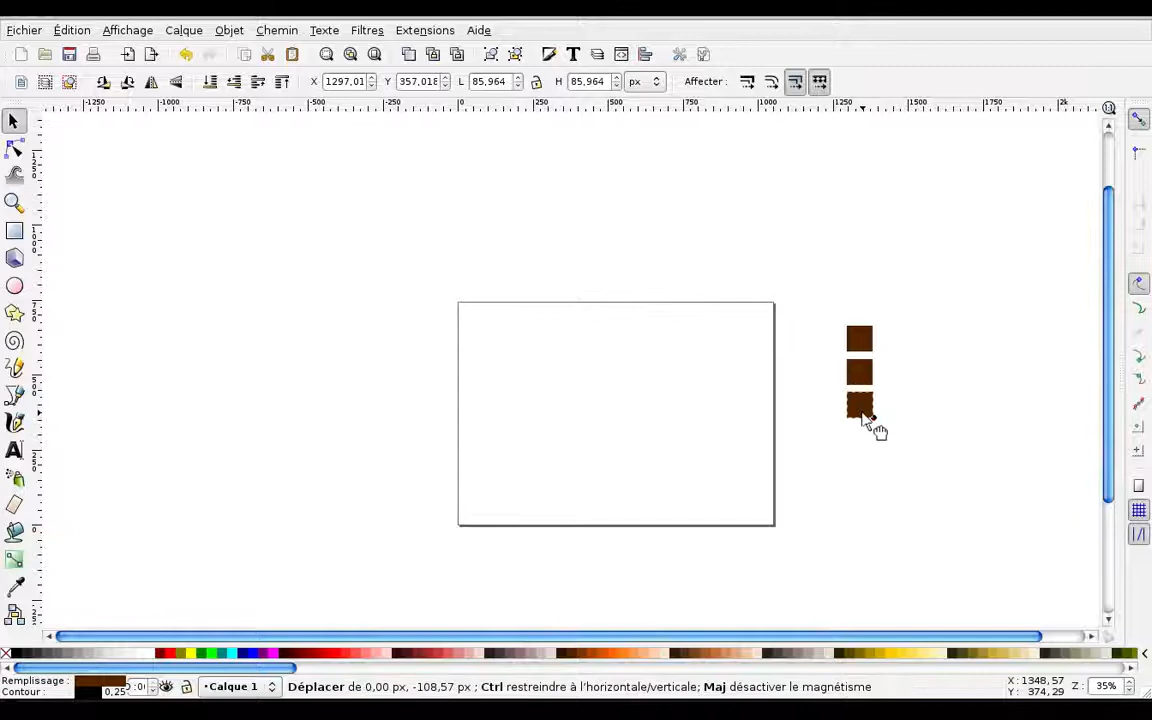 Fichier Édition Affichage Calque Objet Chemin Texte Filtres Extensions Aide
X 1297,01 Y 357,018 L 85,964 H 85,964 px Affecter :
-1250 -1000 -750 -500 -250 0 250 500 750 1000 1250 1500 1750 2k
Remplissage :
Contour : 0,25
•Calque 1
Déplacer de 0,00 px, -108,57 px ; Ctrl restreindre à l'horizontale/verticale; Maj désactiver le magnétisme
X : 1348,57
Y : 374,29
Z : 35%